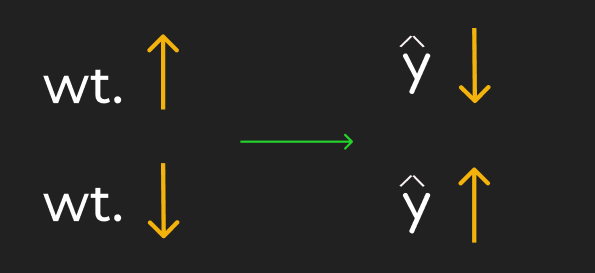 wt. ↑ ŷ ↓
→
wt. ↓ ŷ ↑